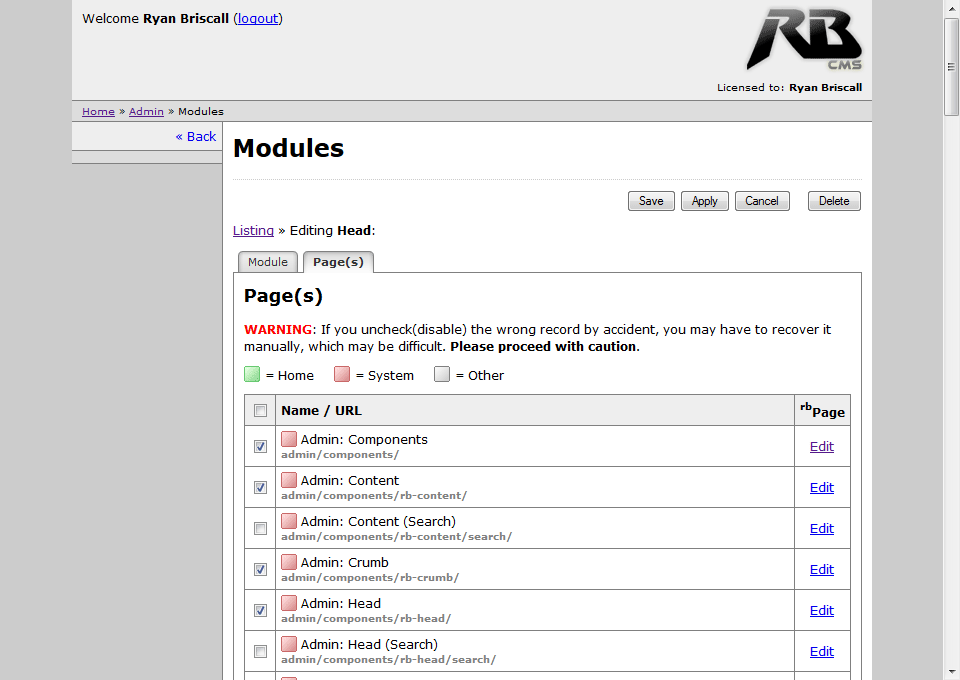 Welcome Ryan Briscall (logout)
RB
CMS
Licensed to: Ryan Briscall
Home » Admin » Modules
« Back
Modules
Save Apply Cancel Delete
Listing » Editing Head:
Module Page(s)
Page(s)
WARNING: If you uncheck(disable) the wrong record by accident, you may have to recover it
manually, which may be difficult. Please proceed with caution.
= Home = System = Other
Name / URL rbPage
Admin: Components
admin/components/
Edit
Admin: Content
admin/components/rb-content/
Edit
Admin: Content (Search)
admin/components/rb-content/search/
Edit
Admin: Crumb
admin/components/rb-crumb/
Edit
Admin: Head
admin/components/rb-head/
Edit
Admin: Head (Search)
admin/components/rb-head/search/
Edit